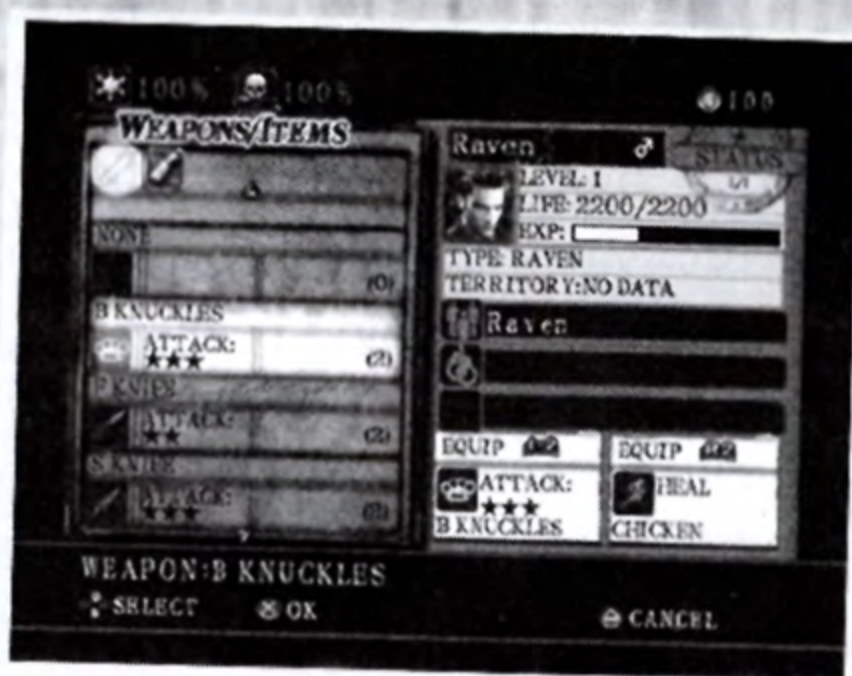 100% 100%
100
WEAPONS/ITEMS
NONE
(0)
B KNUCKLES
ATTACK:
★★★ (2)
F KNIFE
ATTACK:
★★ (2)
S KNIFE
ATTACK:
★★★
Raven ♂
STATUS
LEVEL: 1
LIFE: 2200/2200
EXP:
TYPE: RAVEN
TERRITORY:NO DATA
Raven
EQUIP
ATTACK:
★★★
B KNUCKLES
EQUIP
HEAL
CHICKEN
WEAPON:B KNUCKLES
SELECT OK CANCEL